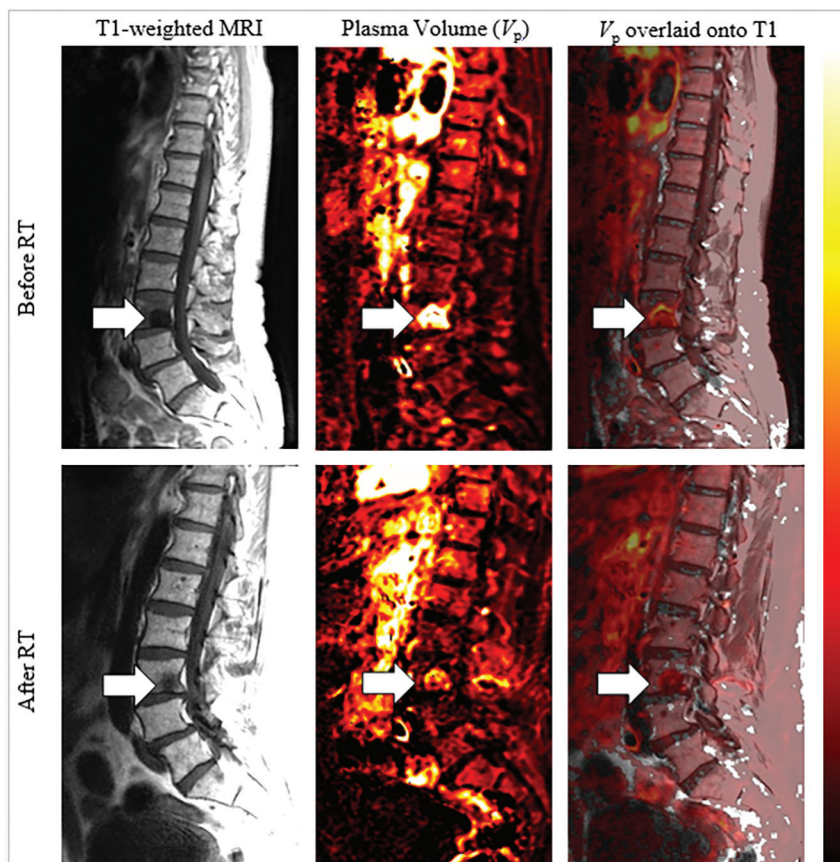 T1-weighted MRI
Plasma Volume (Vp)
Vp overlaid onto T1
Before RT
After RT